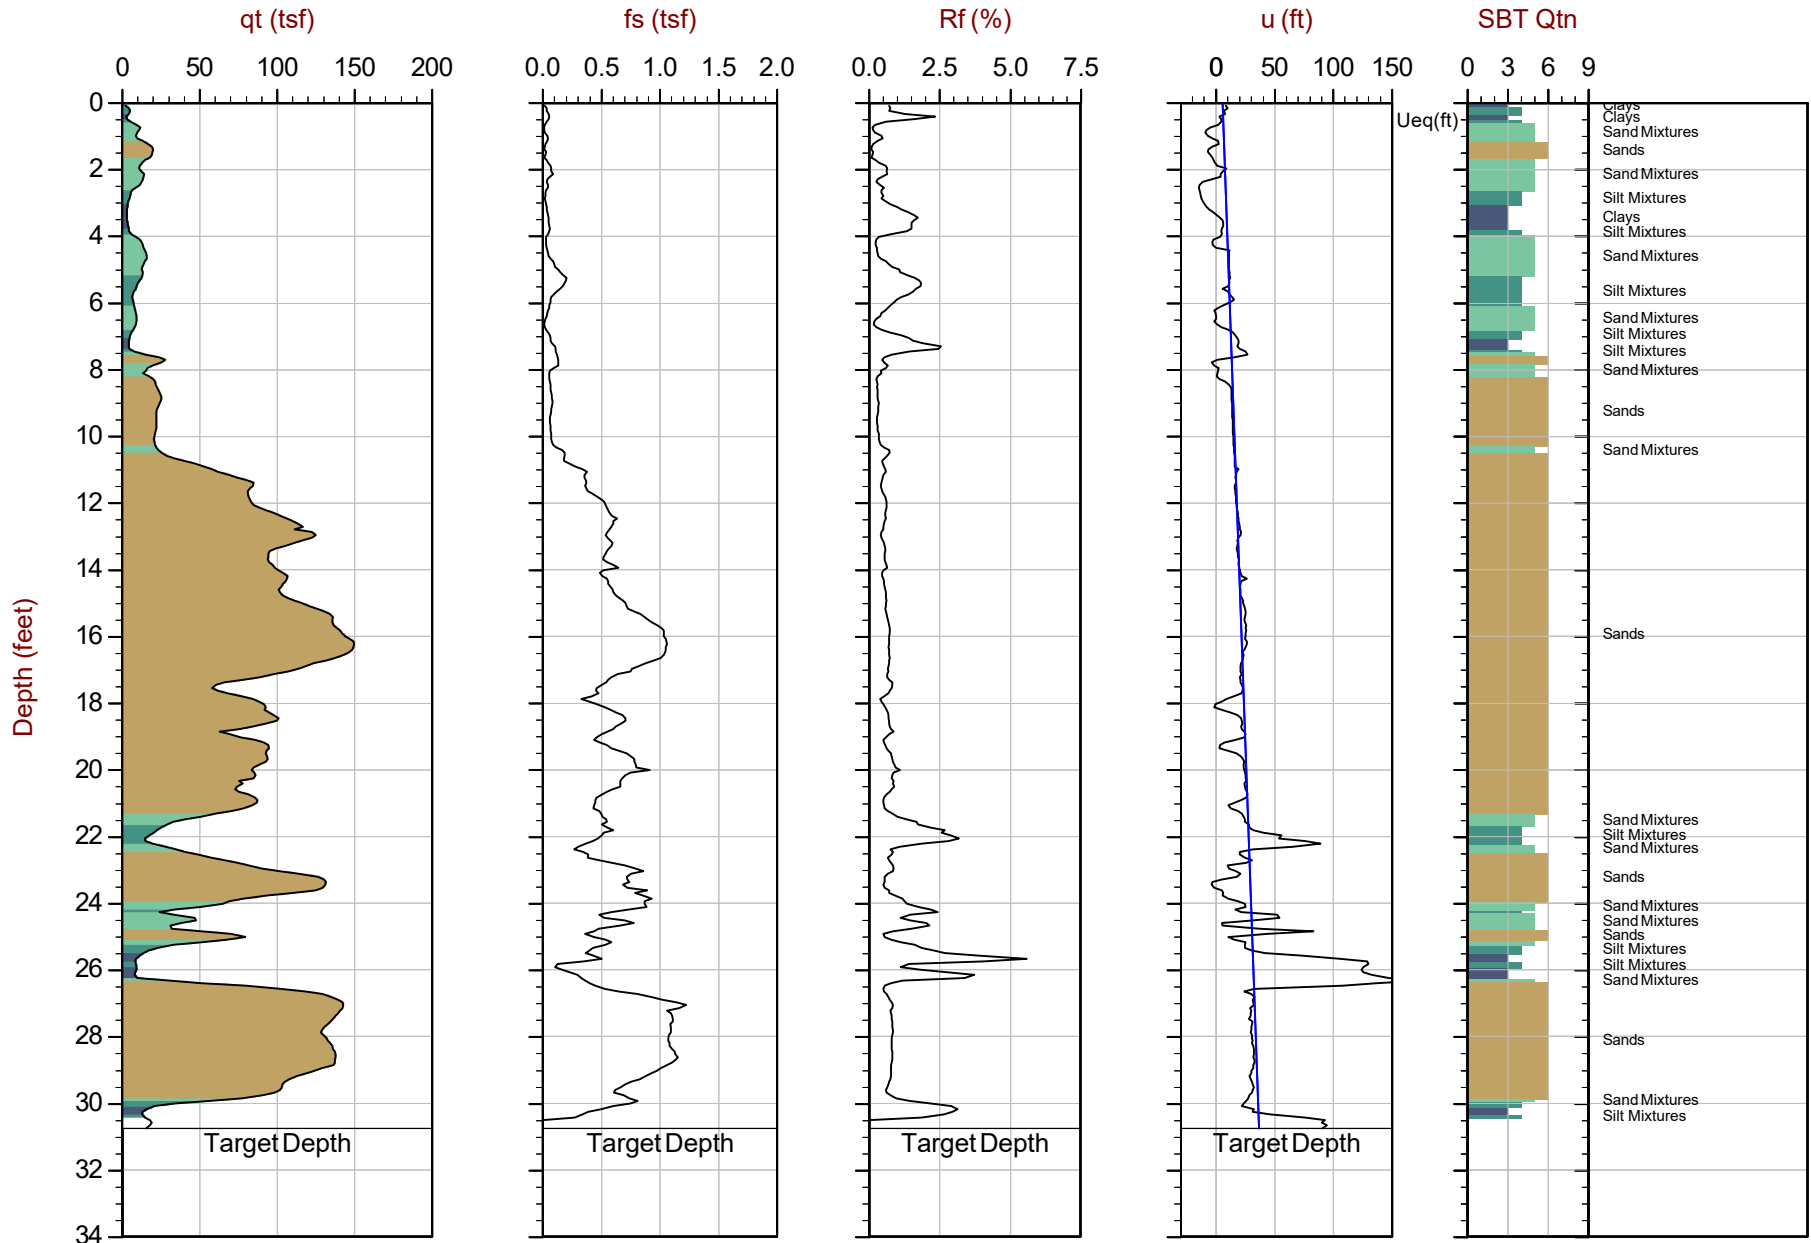 qt (tsf) fs (tsf) Rf (%) u (ft) SBT Qtn
0 50 100 150 200 0.0 0.5 1.0 1.5 2.0 0.0 2.5 5.0 7.5 0 50 100 150 0 3 6 9
Depth (feet)
0
2
4
6
8
10
12
14
16
18
20
22
24
26
28
30
32
34
Ueq(ft)
Clays
Clays
Sand Mixtures
Sands
Sand Mixtures
Silt Mixtures
Clays
Silt Mixtures
Sand Mixtures
Silt Mixtures
Sand Mixtures
Silt Mixtures
Silt Mixtures
Sand Mixtures
Sands
Sand Mixtures
Sands
Sand Mixtures
Silt Mixtures
Sand Mixtures
Sands
Sand Mixtures
Sand Mixtures
Sands
Silt Mixtures
Silt Mixtures
Sand Mixtures
Sands
Sand Mixtures
Silt Mixtures
Target Depth Target Depth Target Depth Target Depth